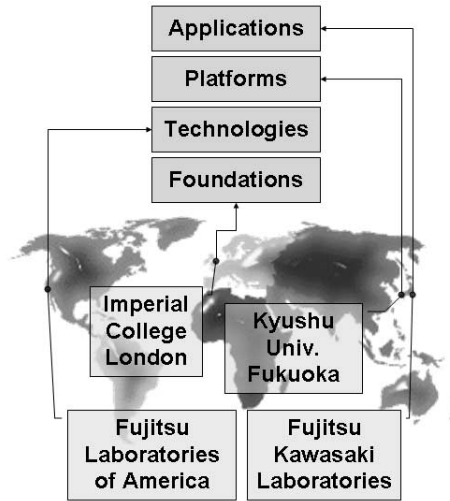 Applications
Platforms
Technologies
Foundations
Imperial
College
London
Kyushu
Univ.
Fukuoka
Fujitsu
Laboratories
of America
Fujitsu
Kawasaki
Laboratories